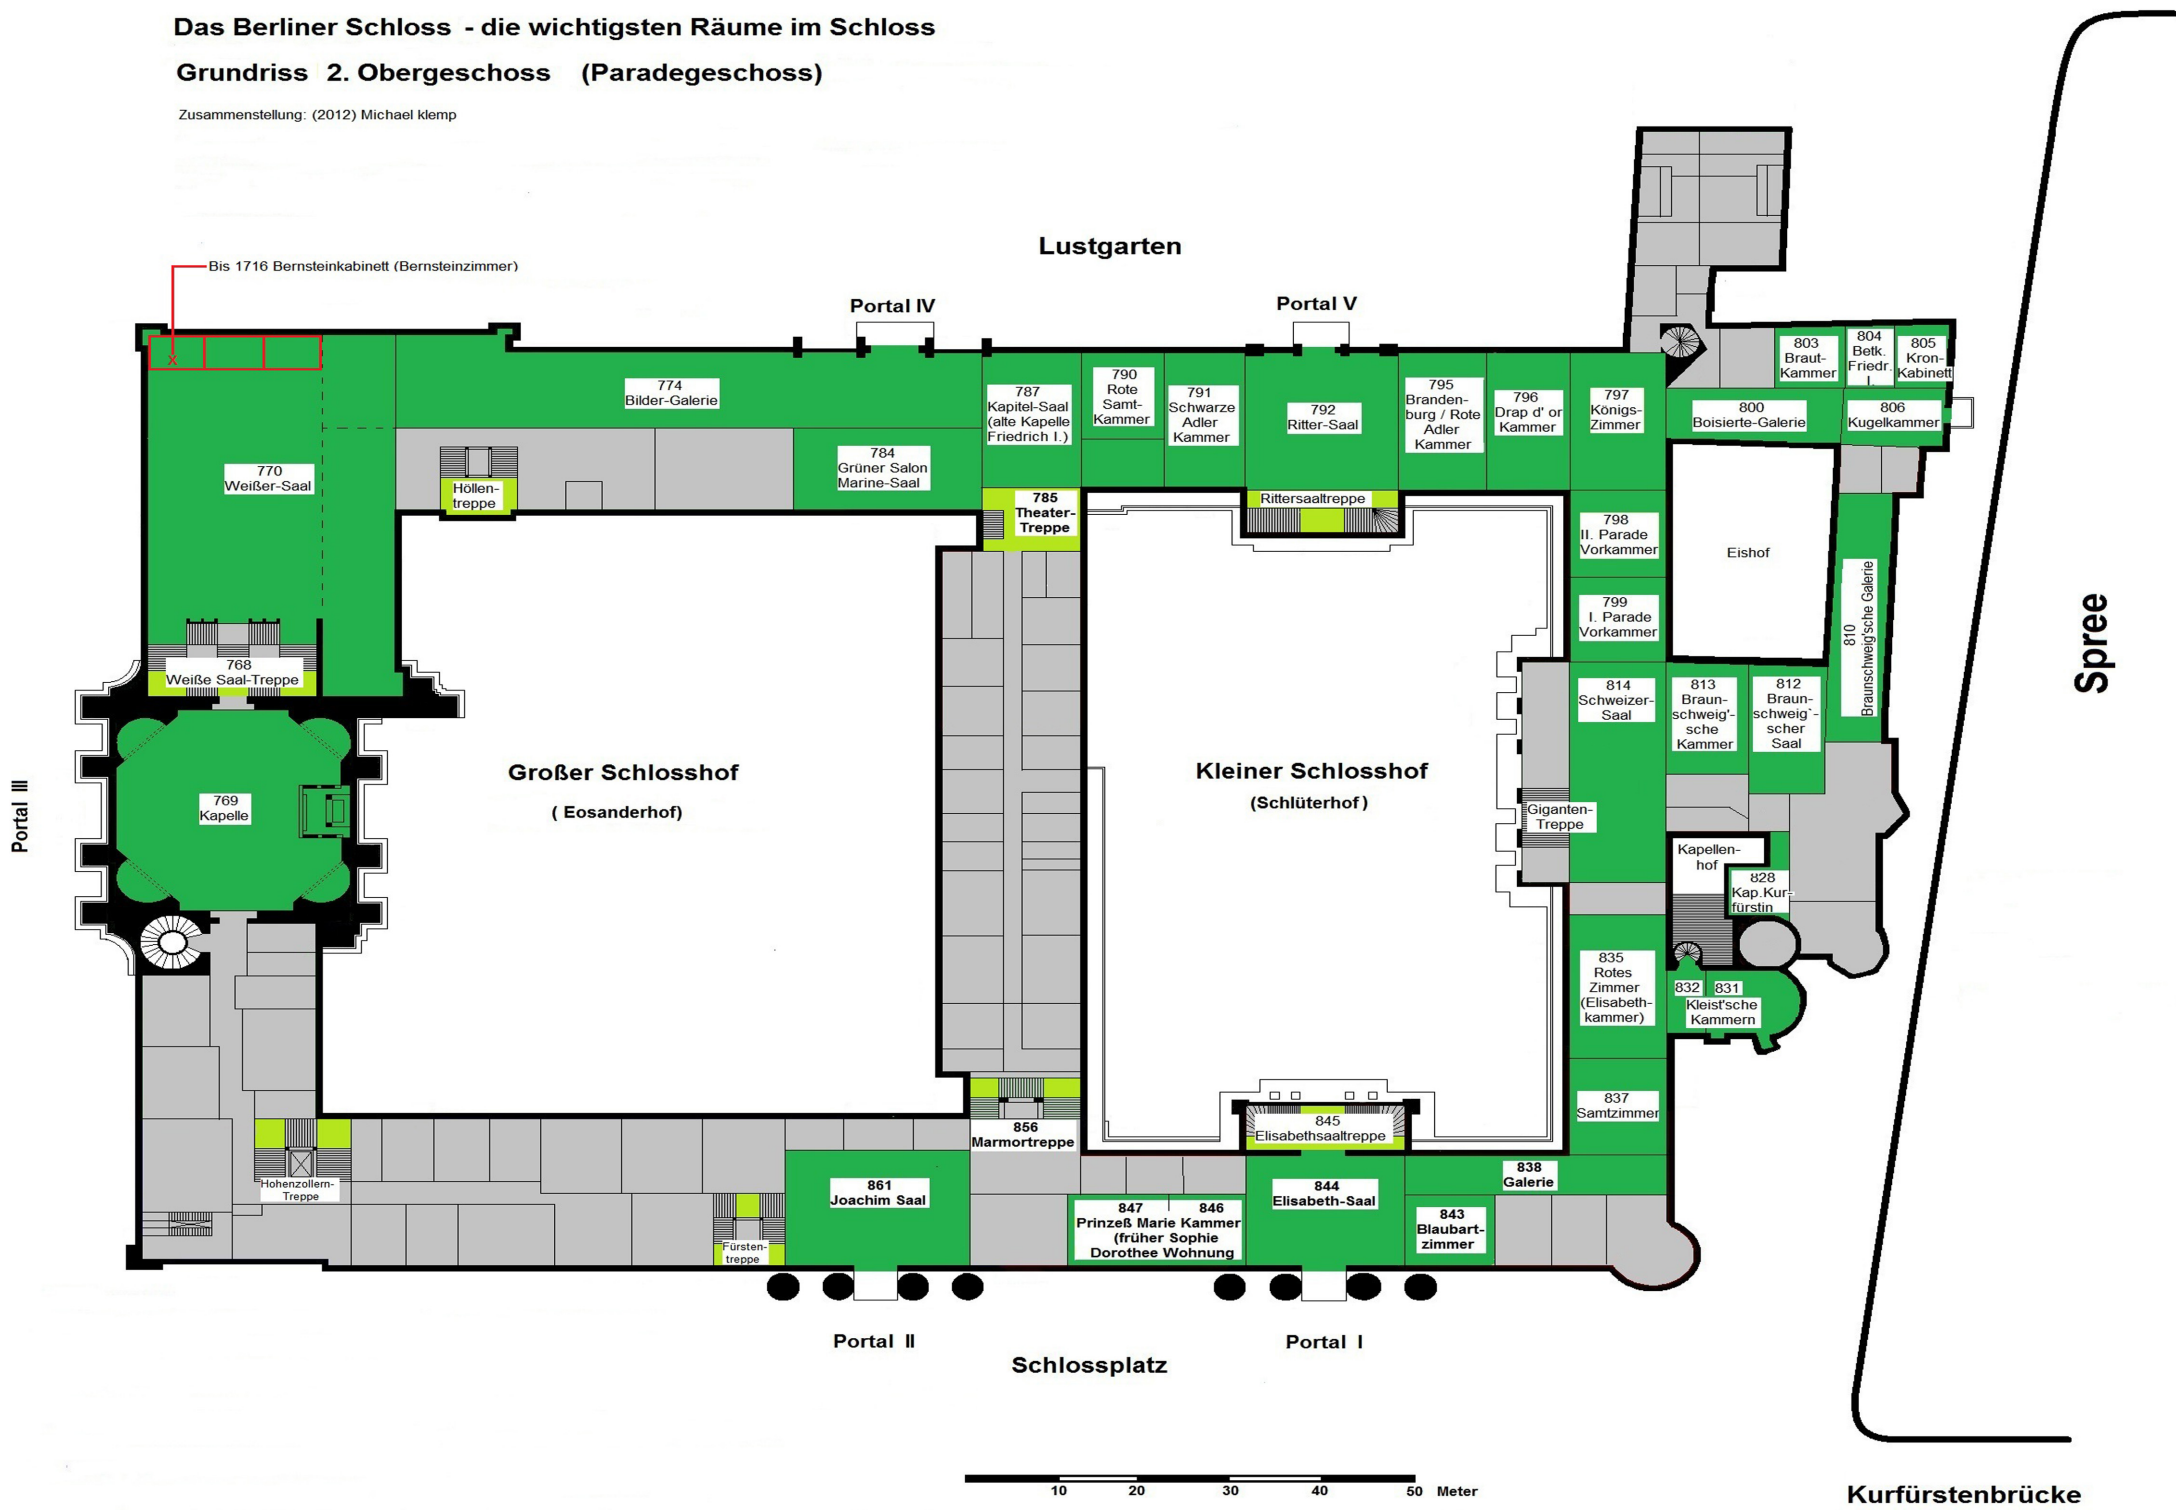 Das Berliner Schloss - die wichtigsten Räume im Schloss
Grundriss 2. Obergeschoss (Paradegeschoss)
Zusammenstellung: (2012) Michael klemp
Lustgarten
Bis 1716 Bernsteinkabinett (Bernsteinzimmer)
Portal IV
Portal V
x
774
Bilder-Galerie
787
Kapitel-Saal
(alte Kapelle
Friedrich I.)
790
Rote
Samt-
Kammer
791
Schwarze
Adler
Kammer
792
Ritter-Saal
795
Branden-
burg / Rote
Adler
Kammer
796
Drap d' or
Kammer
797
Königs-
Zimmer
803
Braut-
Kammer
804
Betk.
Friedr.
I.
805
Kron-
Kabinett
800
Boisierte-Galerie
806
Kugelkammer
770
Weißer-Saal
Höllen-
treppe
784
Grüner Salon
Marine-Saal
785
Theater-
Treppe
Rittersaaltreppe
798
II. Parade
Vorkammer
Eishof
799
I. Parade
Vorkammer
810
Braunschweig'sche Galerie
Spree
768
Weiße Saal-Treppe
814
Schweizer-
Saal
813
Braun-
schweig'-
sche
Kammer
812
Braun-
schweig`-
scher
Saal
Portal III
769
Kapelle
Großer Schlosshof
( Eosanderhof)
Kleiner Schlosshof
(Schlüterhof )
Giganten-
Treppe
Kapellen-
hof
828
Kap.Kur-
fürstin
835
Rotes
Zimmer
(Elisabeth-
kammer)
832
831
Kleist'sche
Kammern
837
Samtzimmer
856
Marmortreppe
845
Elisabethsaaltreppe
Hohenzollern-
Treppe
861
Joachim Saal
847
846
Prinzeß Marie Kammer
(früher Sophie
Dorothee Wohnung
844
Elisabeth-Saal
838
Galerie
843
Blaubart-
zimmer
Fürsten-
treppe
Portal II
Portal I
Schlossplatz
10 20 30 40 50 Meter
Kurfürstenbrücke